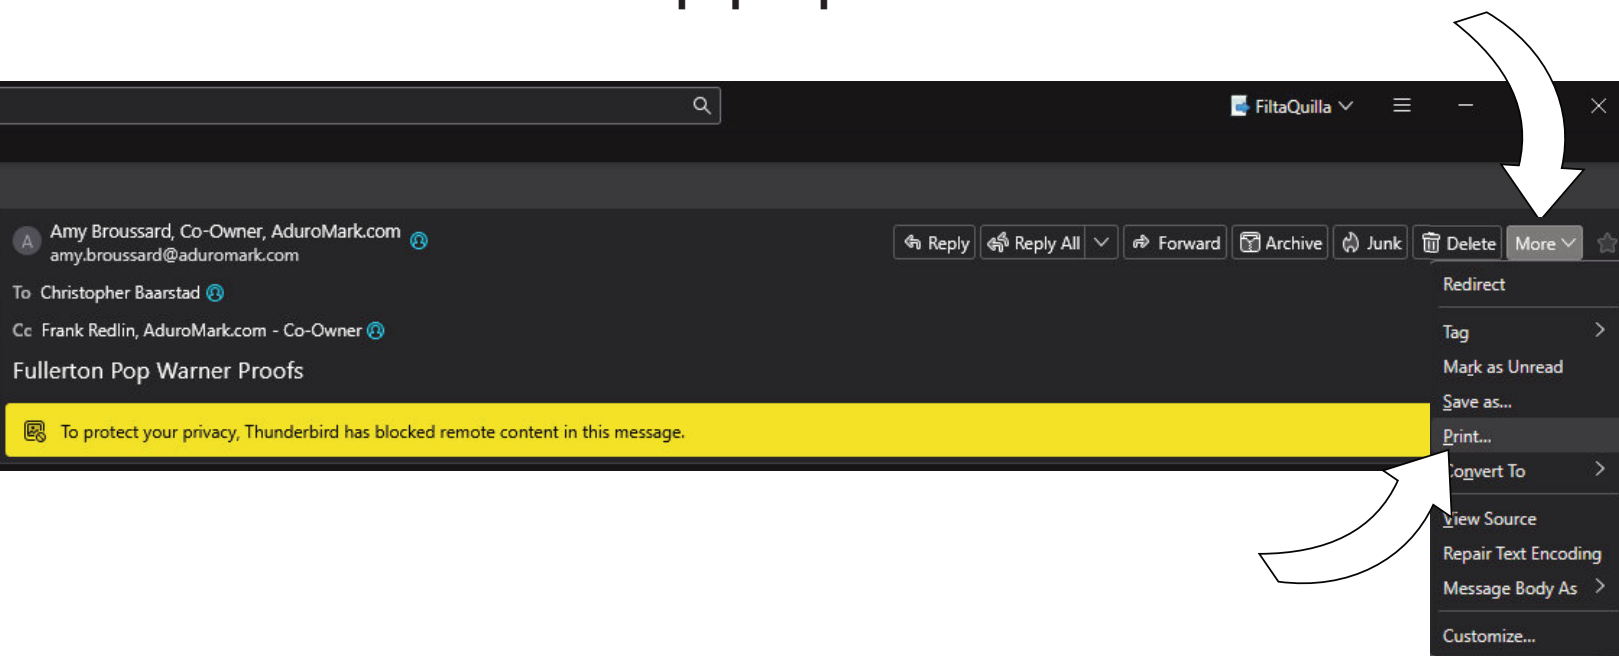 FiltaQuilla
A
Amy Broussard, Co-Owner, AduroMark.com
amy.broussard@aduromark.com
Reply
Reply All
Forward
Archive
Junk
Delete
More
To Christopher Baarstad
Cc Frank Redlin, AduroMark.com - Co-Owner
Fullerton Pop Warner Proofs
To protect your privacy, Thunderbird has blocked remote content in this message.
Redirect
Tag
Mark as Unread
Save as...
Print...
Convert To
View Source
Repair Text Encoding
Message Body As
Customize...